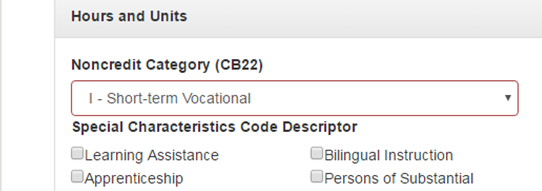 Hours and Units
Noncredit Category (CB22)
I - Short-term Vocational
Special Characteristics Code Descriptor
Learning Assistance Bilingual Instruction
Apprenticeship Persons of Substantial